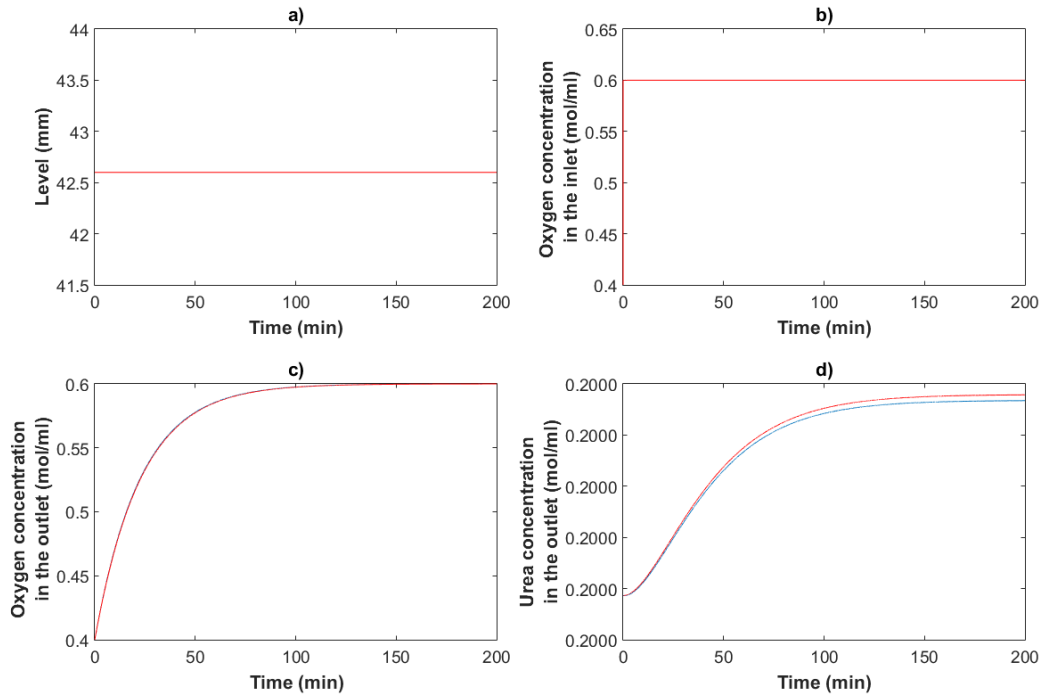 a)
44
43.5
43
42.5
42
41.5
Level (mm)
0
50
100
150
200
Time (min)
b)
0.65
0.6
0.55
0.5
0.45
0.4
Oxygen concentration
in the inlet (mol/ml)
0
50
100
150
200
Time (min)
c)
0.6
0.55
0.5
0.45
0.4
Oxygen concentration
in the outlet (mol/ml)
0
50
100
150
200
Time (min)
d)
0.2000
0.2000
0.2000
0.2000
0.2000
0.2000
Urea concentration
in the outlet (mol/ml)
0
50
100
150
200
Time (min)